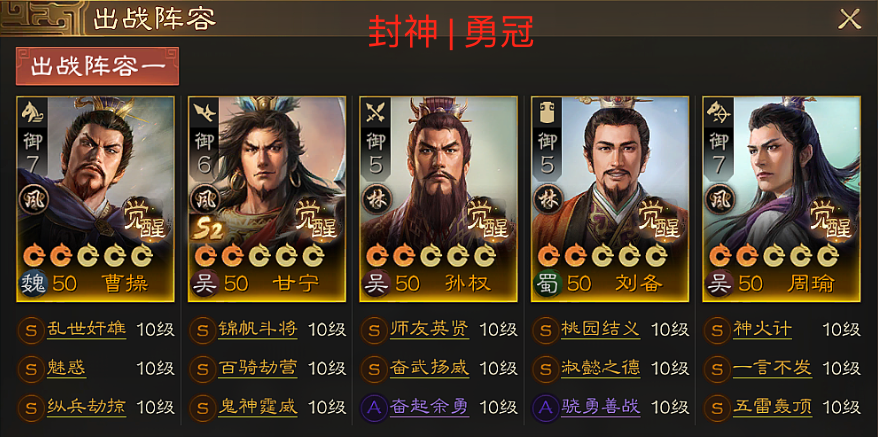 出战阵容
封神 | 勇冠
出战阵容一
御 御 御 御 御
7 6 5 5 7
风 风 林 林 风
S2
觉醒 觉醒 觉醒 觉醒 觉醒
魏 50 曹操 吴 50 甘宁 吴 50 孙权 蜀 50 刘备 吴 50 周瑜
S 乱世奸雄 10级 S 锦帆斗将 10级 S 师友英贤 10级 S 桃园结义 10级 S 神火计 10级
S 魅惑 10级 S 百骑劫营 10级 S 奋武扬威 10级 S 淑懿之德 10级 S 一言不发 10级
S 纵兵劫掠 10级 S 鬼神霆威 10级 A 奋起余勇 10级 A 骁勇善战 10级 S 五雷轰顶 10级